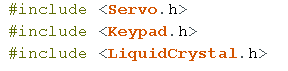 #include <Servo.h>
#include <Keypad.h>
#include <LiquidCrystal.h>